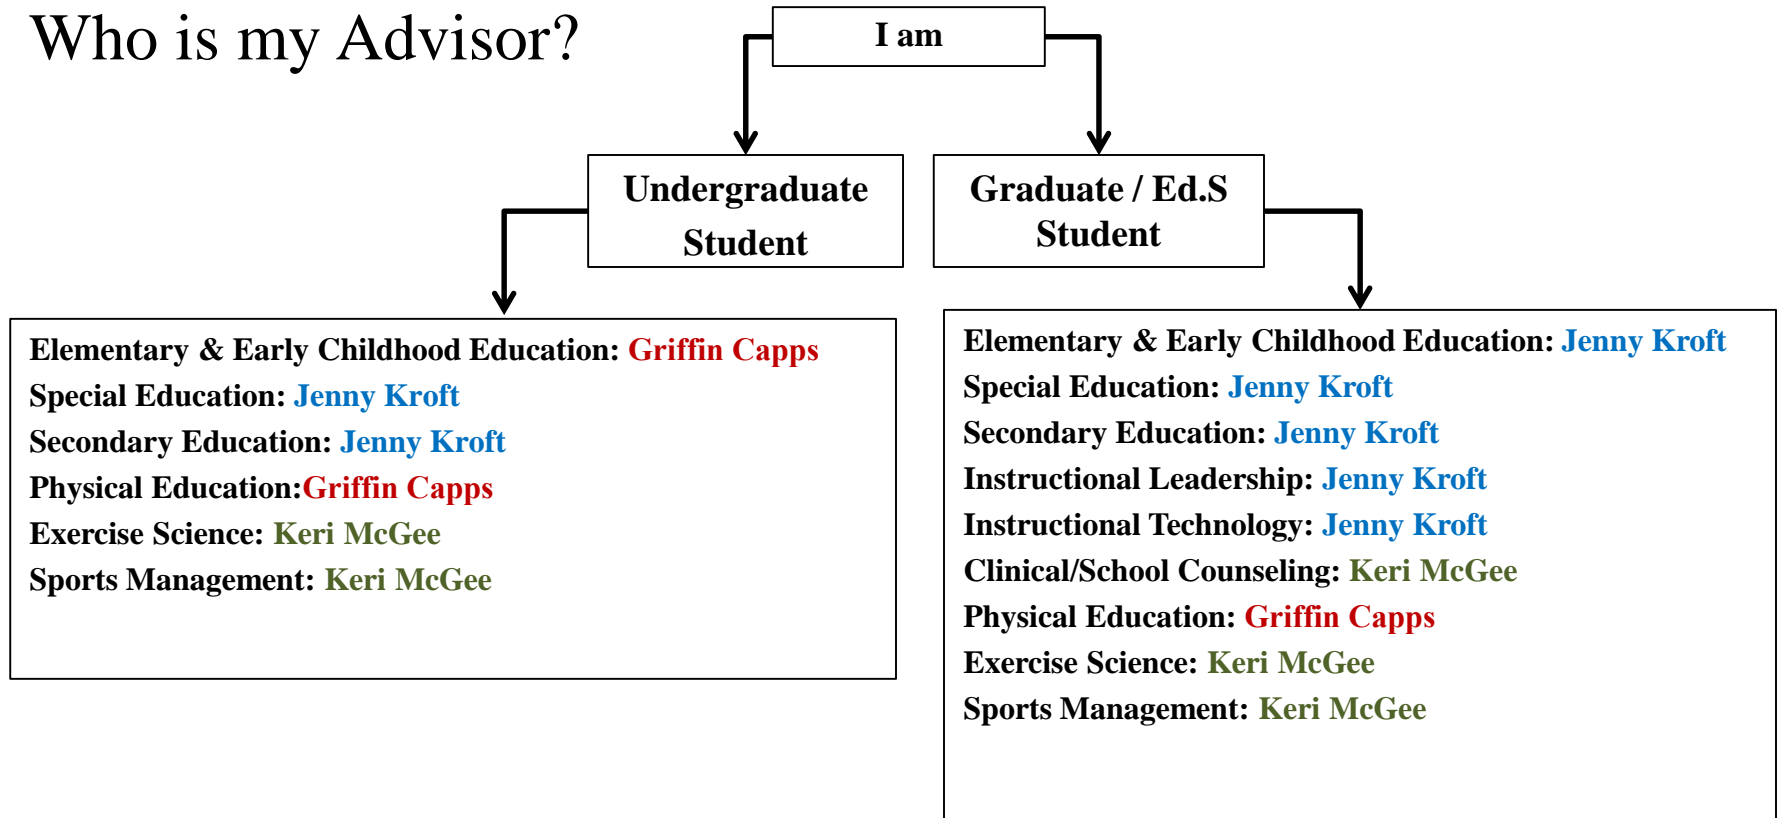 Who is my Advisor?
I am
Undergraduate
Student
Graduate / Ed.S
Student
Elementary & Early Childhood Education: Griffin Capps
Special Education: Jenny Kroft
Secondary Education: Jenny Kroft
Physical Education:Griffin Capps
Exercise Science: Keri McGee
Sports Management: Keri McGee
Elementary & Early Childhood Education: Jenny Kroft
Special Education: Jenny Kroft
Secondary Education: Jenny Kroft
Instructional Leadership: Jenny Kroft
Instructional Technology: Jenny Kroft
Clinical/School Counseling: Keri McGee
Physical Education: Griffin Capps
Exercise Science: Keri McGee
Sports Management: Keri McGee